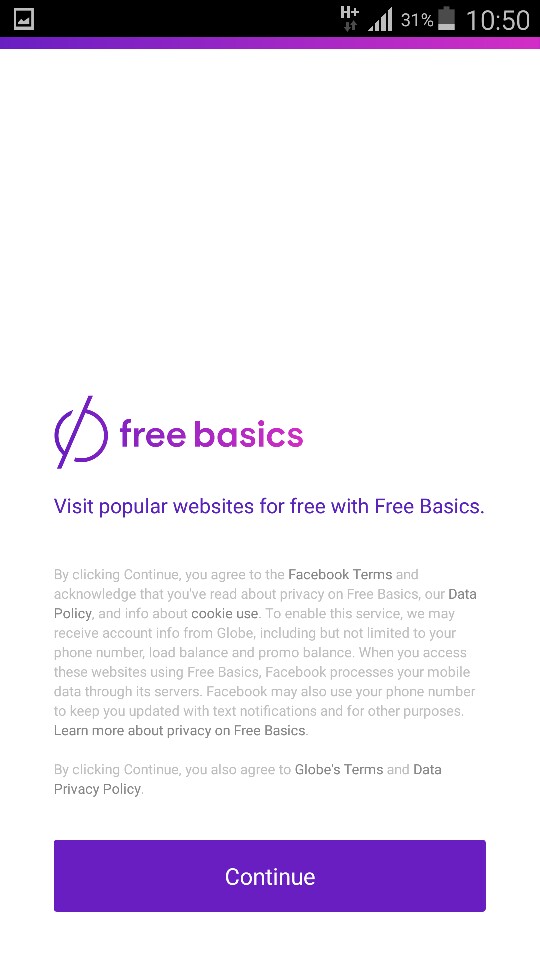 H+ 31% 10:50
free basics
Visit popular websites for free with Free Basics.
By clicking Continue, you agree to the Facebook Terms and
acknowledge that you've read about privacy on Free Basics, our Data
Policy, and info about cookie use. To enable this service, we may
receive account info from Globe, including but not limited to your
phone number, load balance and promo balance. When you access
these websites using Free Basics, Facebook processes your mobile
data through its servers. Facebook may also use your phone number
to keep you updated with text notifications and for other purposes.
Learn more about privacy on Free Basics.
By clicking Continue, you also agree to Globe's Terms and Data
Privacy Policy.
Continue